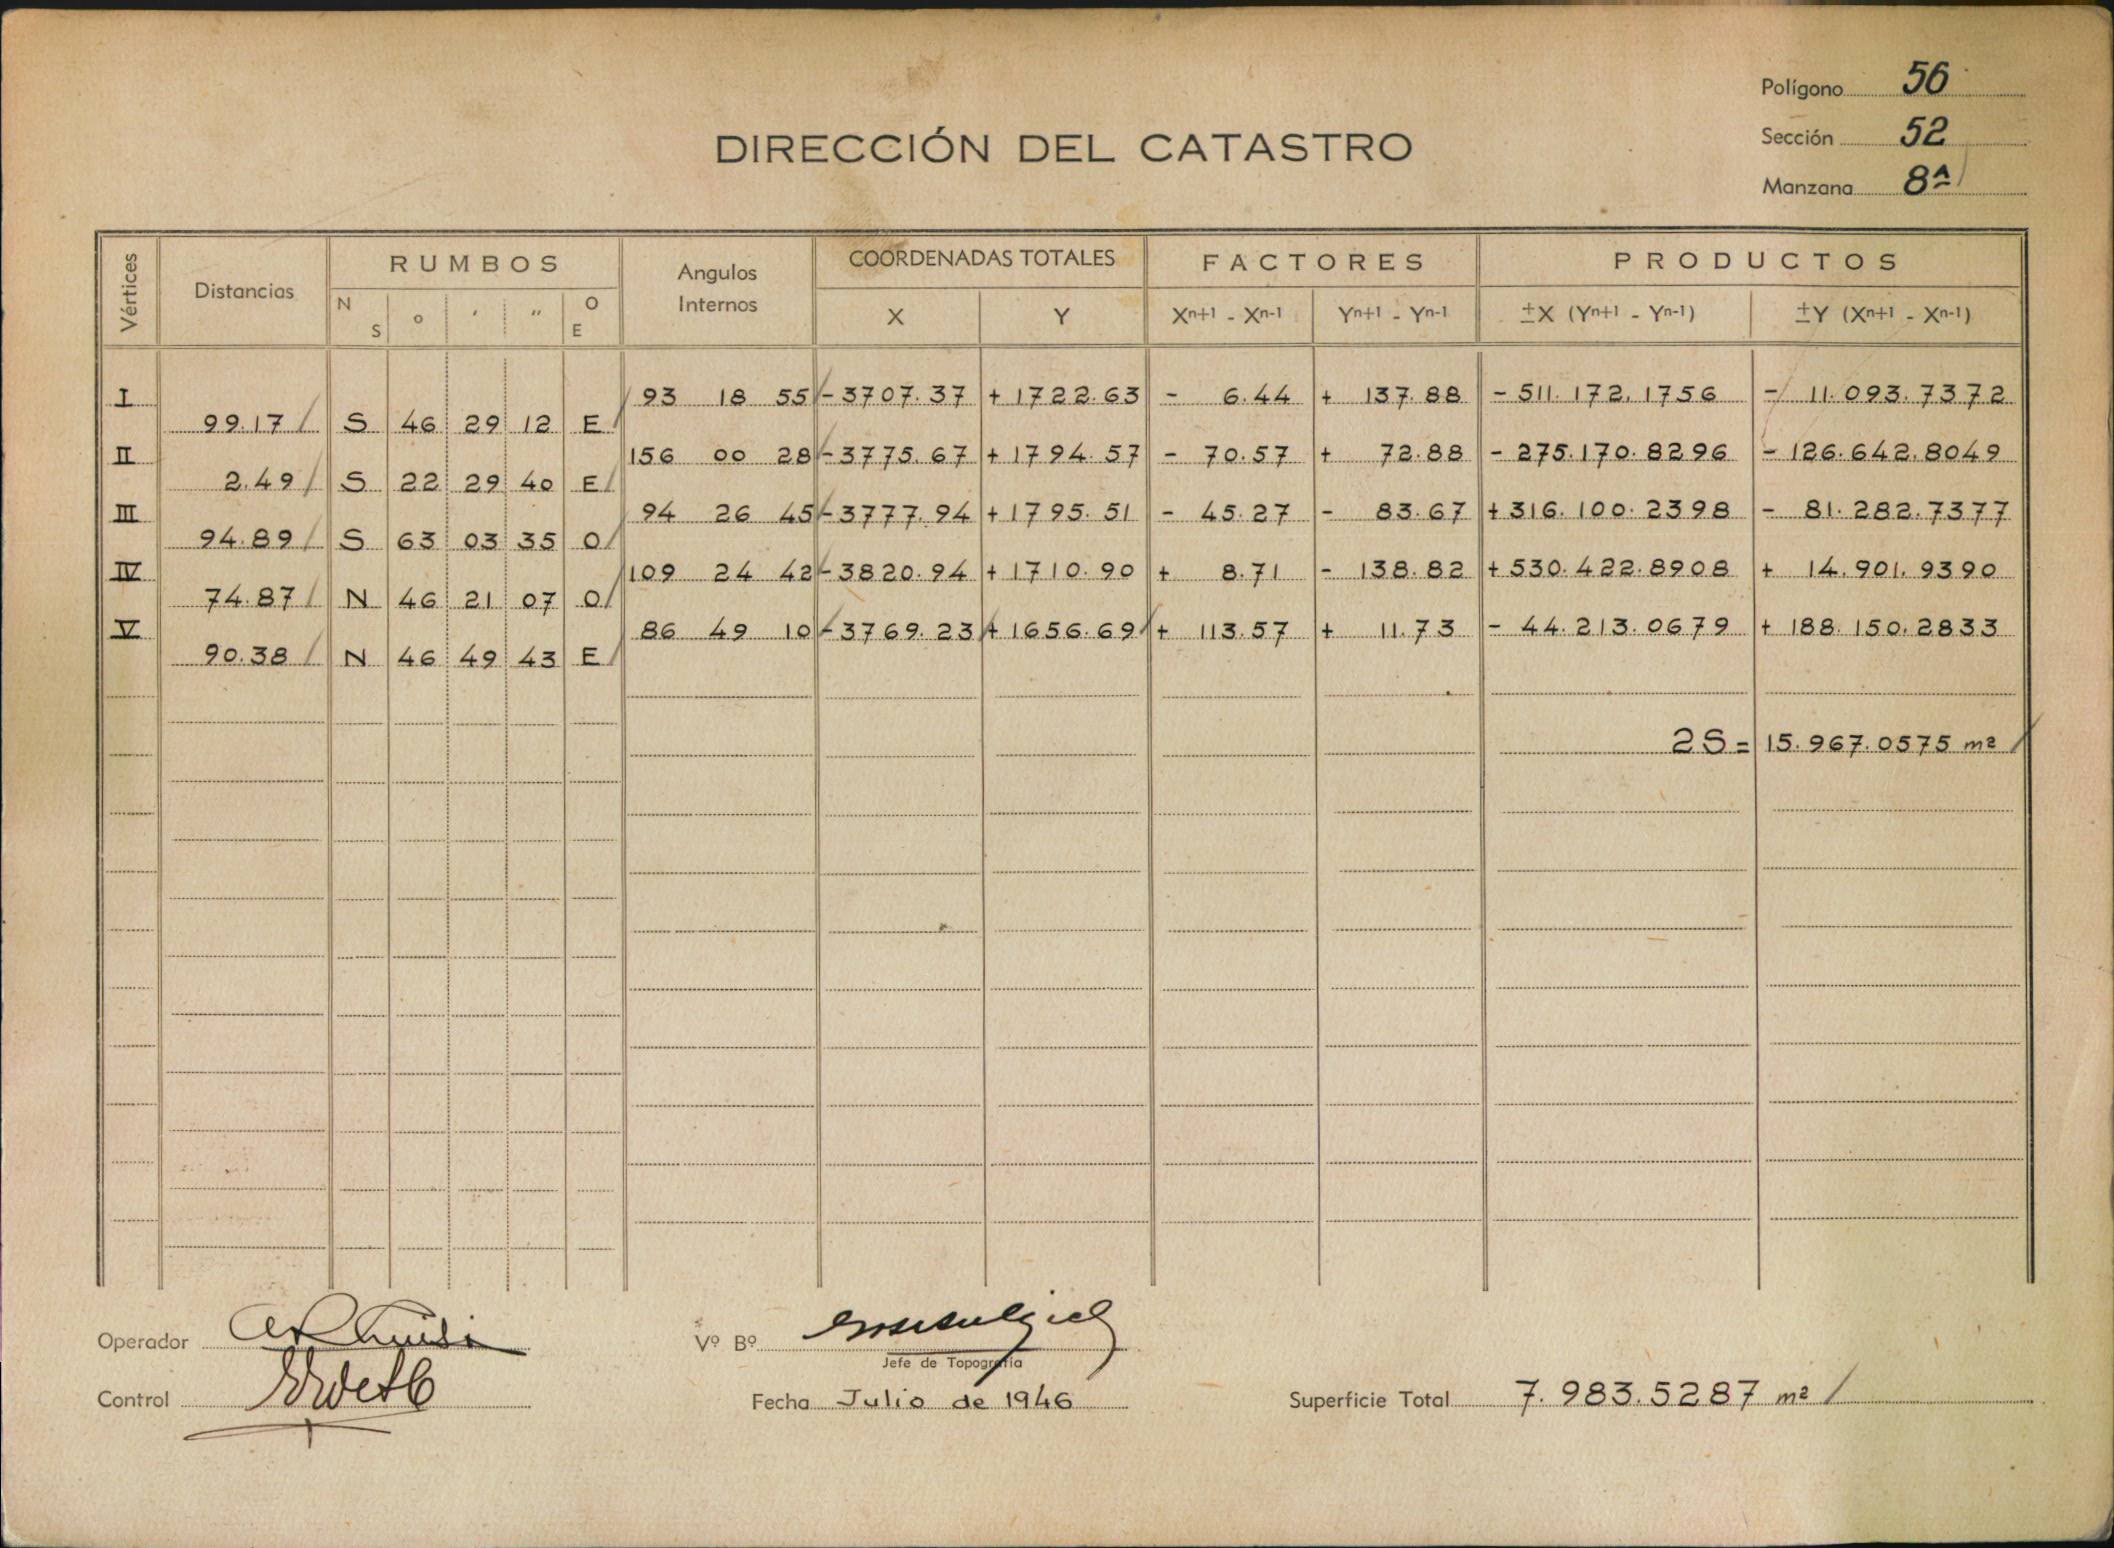 Polígono 56
Sección 52
Manzana 8ª
DIRECCIÓN DEL CATASTRO
Vértices Distancias RUMBOS Angulos Internos COORDENADAS TOTALES FACTORES PRODUCTOS
N S ° ' " O E X Y Xn+1 - Xn-1 Yn+1 - Yn-1 ±X (Yn+1 - Yn-1) ±Y (Xn+1 - Xn-1)
I 93 18 55 - 3707.37 + 1722.63 - 6.44 + 137.88 - 511.172.1756 - 11.093.7372
99.17 S 46 29 12 E
II 156 00 28 - 3775.67 + 1794.57 - 70.57 + 72.88 - 275.170.8296 - 126.642.8049
2.49 S 22 29 40 E
III 94 26 45 - 3777.94 + 1795.51 - 45.27 - 83.67 + 316.100.2398 - 81.282.7377
94.89 S 63 03 35 O
IV 109 24 42 - 3820.94 + 1710.90 + 8.71 - 138.82 + 530.422.8908 + 14.901.9390
74.87 N 46 21 07 O
V 86 49 10 - 3769.23 + 1656.69 + 113.57 + 11.73 - 44.213.0679 + 188.150.2833
90.38 N 46 49 43 E
2S = 15.967.0575 m²
Operador
Vº Bº
Jefe de Topografía
Control
Fecha Julio de 1946
Superficie Total 7.983.5287 m²